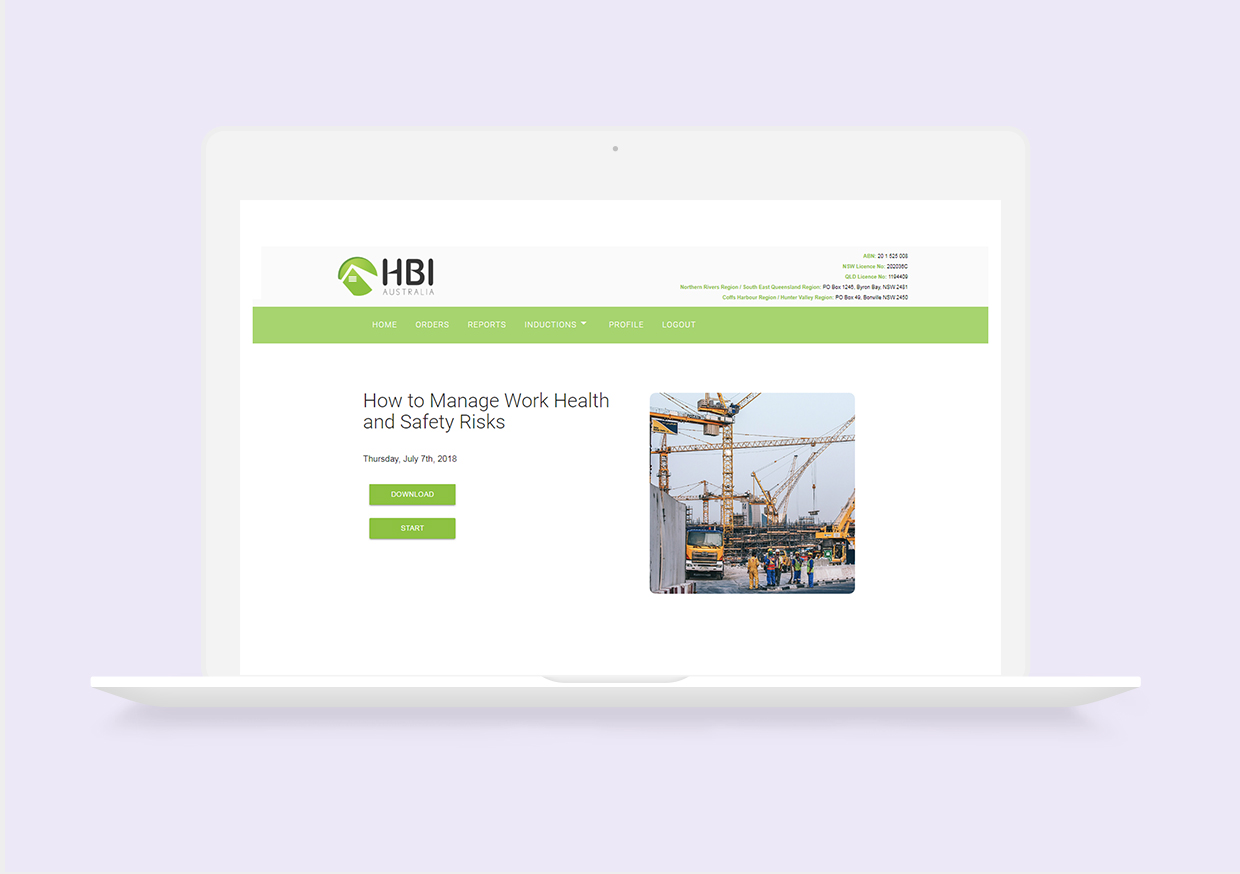 HBI
AUSTRALIA
ABN: 20 1 625 008
NSW Licence No: 202036C
QLD Licence No: 1194409
Northern Rivers Region / South East Queensland Region: PO Box 1246, Byron Bay, NSW 2481
Coffs Harbour Region / Hunter Valley Region: PO Box 49, Bonville NSW 2450
HOME ORDERS REPORTS INDUCTIONS PROFILE LOGOUT
How to Manage Work Health
and Safety Risks
Thursday, July 7th, 2018
DOWNLOAD
START